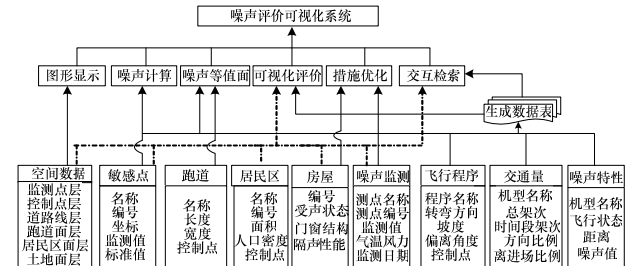 噪声评价可视化系统
图形显示
噪声计算
噪声等值面
可视化评价
措施优化
交互检索
生成数据表
空间数据
监测点层
控制点层
道路线层
跑道面层
居民区面层
土地面层
敏感点
名称
编号
坐标
监测值
标准值
跑道
名称
长度
宽度
控制点
居民区
名称
编号
面积
人口密度
控制点
房屋
编号
受声状态
门窗结构
隔声性能
噪声监测
测点名称
测点编号
监测值
气温风力
监测日期
飞行程序
程序名称
转弯方向
坡度
偏离角度
控制点
交通量
机型名称
总架次
时间段架次
方向比例
离进场比例
噪声特性
机型名称
飞行状态
距离
噪声值